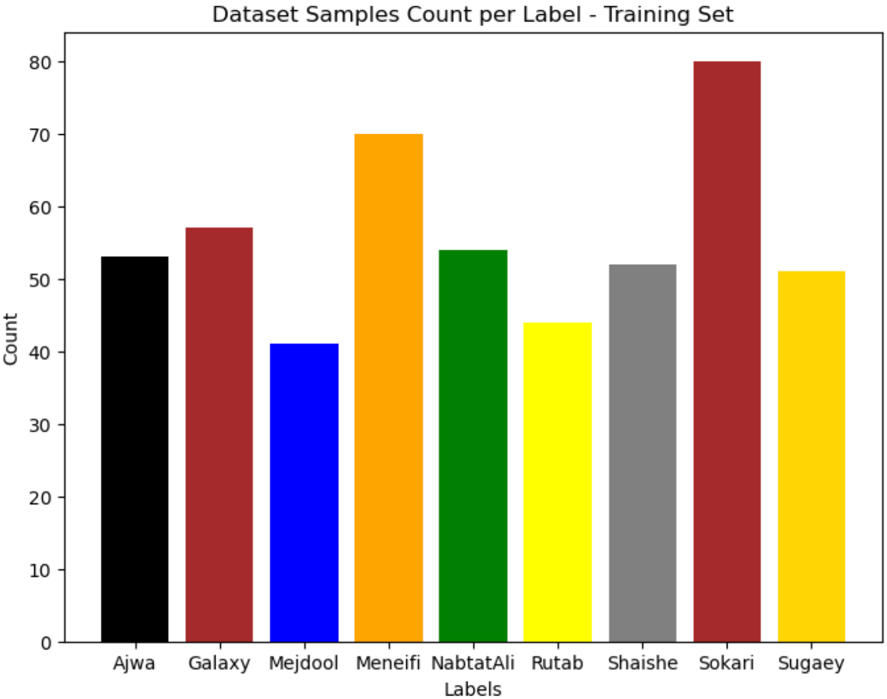 Dataset Samples Count per Label - Training Set
80
70
60
50
40
30
20
10
0
Count
Ajwa Galaxy Mejdool Meneifi NabtatAli Rutab Shaishe Sokari Sugaey
Labels